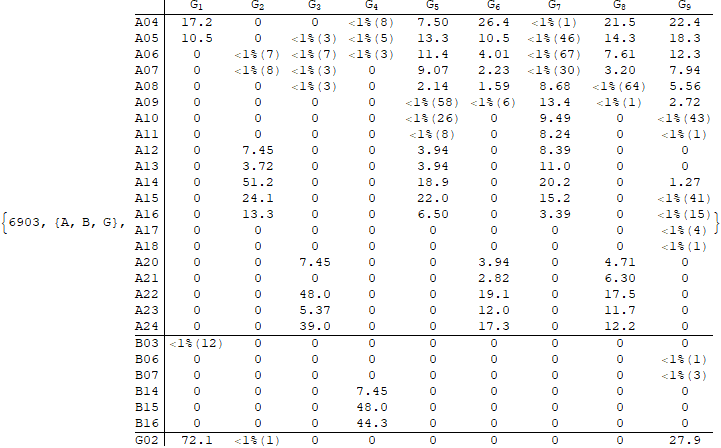 G1 G2 G3 G4 G5 G6 G7 G8 G9
A04 17.2 0 0 <1%(8) 7.50 26.4 <1%(1) 21.5 22.4
A05 10.5 0 <1%(3) <1%(5) 13.3 10.5 <1%(46) 14.3 18.3
A06 0 <1%(7) <1%(7) <1%(3) 11.4 4.01 <1%(67) 7.61 12.3
A07 0 <1%(8) <1%(3) 0 9.07 2.23 <1%(30) 3.20 7.94
A08 0 0 <1%(3) 0 2.14 1.59 8.68 <1%(64) 5.56
A09 0 0 0 0 <1%(58) <1%(6) 13.4 <1%(1) 2.72
A10 0 0 0 0 <1%(26) 0 9.49 0 <1%(43)
A11 0 0 0 0 <1%(8) 0 8.24 0 <1%(1)
A12 0 7.45 0 0 3.94 0 8.39 0 0
A13 0 3.72 0 0 3.94 0 11.0 0 0
A14 0 51.2 0 0 18.9 0 20.2 0 1.27
A15 0 24.1 0 0 22.0 0 15.2 0 <1%(41)
{6903, {A, B, G}, A16 0 13.3 0 0 6.50 0 3.39 0 <1%(15) }
A17 0 0 0 0 0 0 0 0 <1%(4)
A18 0 0 0 0 0 0 0 0 <1%(1)
A20 0 0 7.45 0 0 3.94 0 4.71 0
A21 0 0 0 0 0 2.82 0 6.30 0
A22 0 0 48.0 0 0 19.1 0 17.5 0
A23 0 0 5.37 0 0 12.0 0 11.7 0
A24 0 0 39.0 0 0 17.3 0 12.2 0
B03 <1%(12) 0 0 0 0 0 0 0 0
B06 0 0 0 0 0 0 0 0 <1%(1)
B07 0 0 0 0 0 0 0 0 <1%(3)
B14 0 0 0 7.45 0 0 0 0 0
B15 0 0 0 48.0 0 0 0 0 0
B16 0 0 0 44.3 0 0 0 0 0
G02 72.1 <1%(1) 0 0 0 0 0 0 27.9